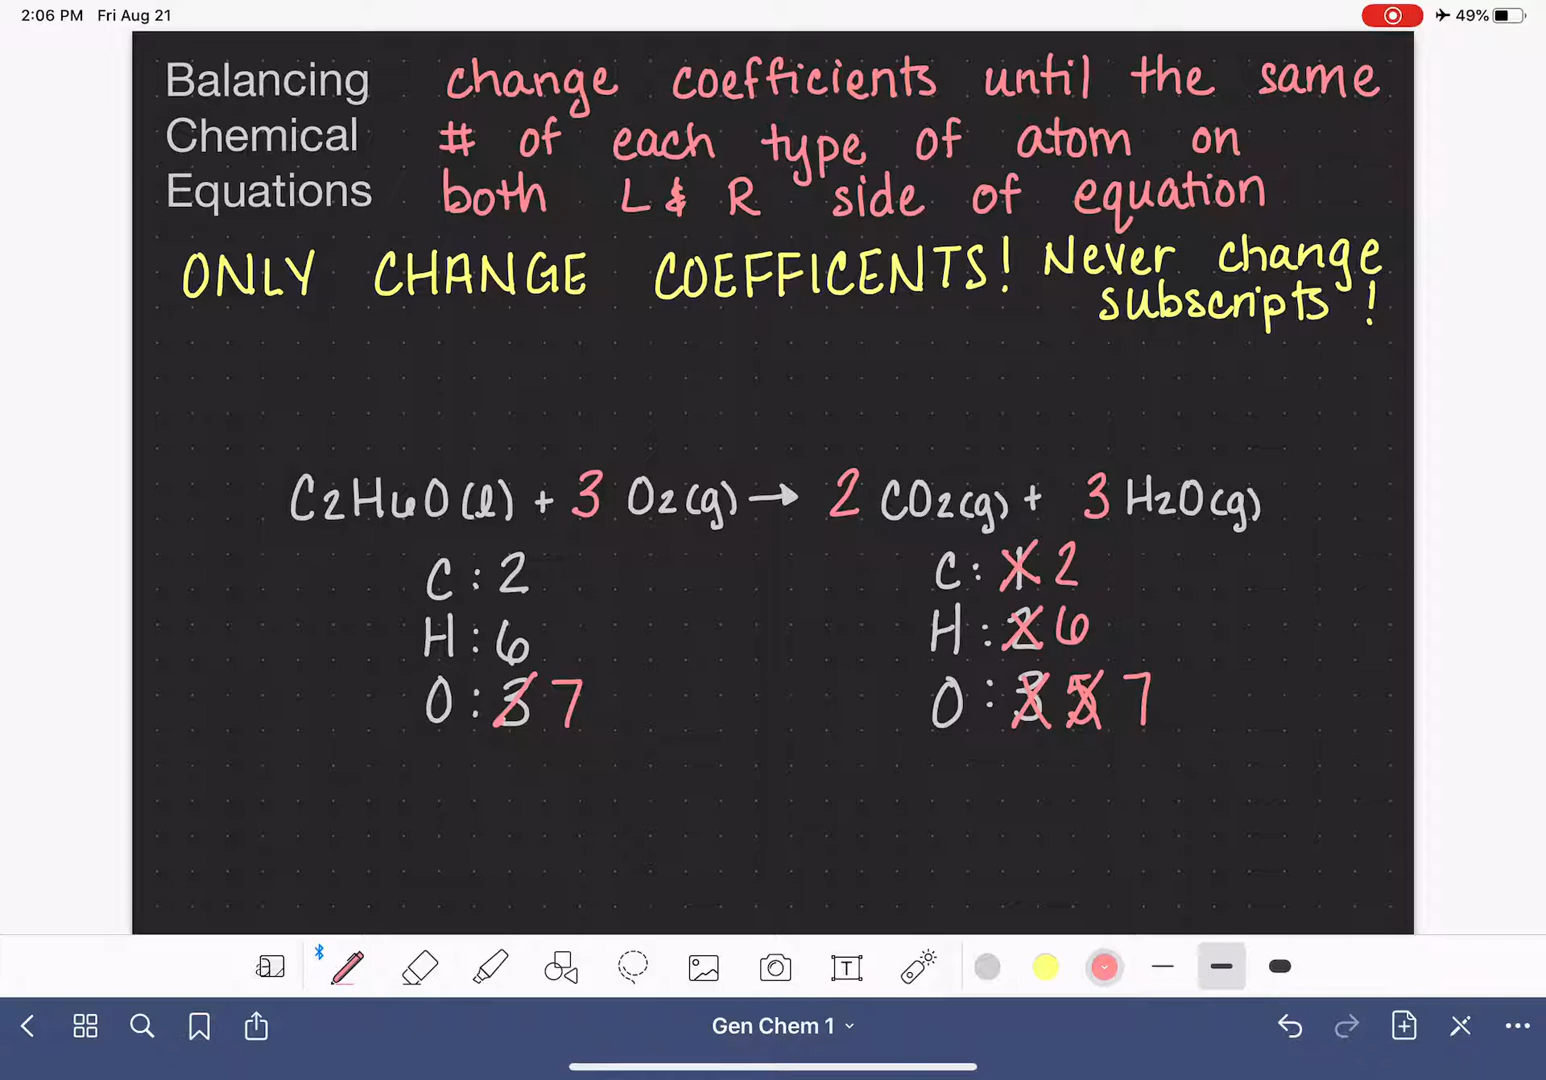 2:06 PM Fri Aug 21
49%
Balancing change coefficients until the same
Chemical # of each type of atom on
Equations both L & R side of equation
ONLY CHANGE COEFFICENTS! Never change
subscripts!
C2H6O(l) + 3 O2(g) → 2 CO2(g) + 3 H2O(g)
C : 2 C : 1 2
H : 6 H : 2 6
O : 3 7 O : 3 5 7
T
Gen Chem 1